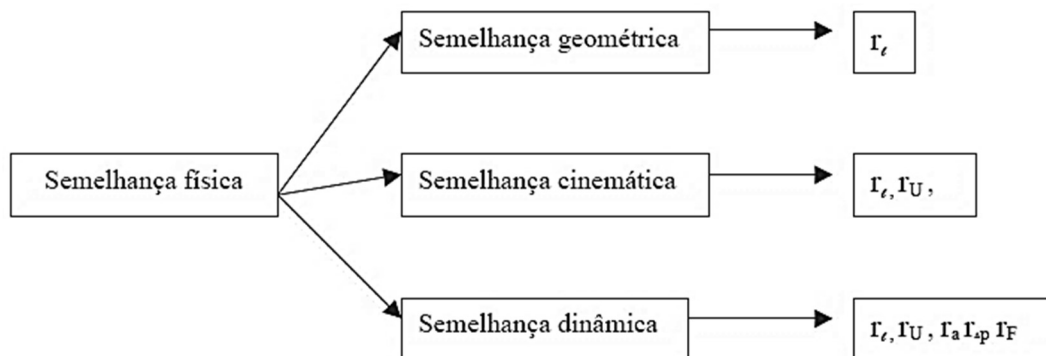 Semelhança geométrica
rℓ
Semelhança física
Semelhança cinemática
rℓ, rU ,
Semelhança dinâmica
rℓ, rU , ra rΔp rF